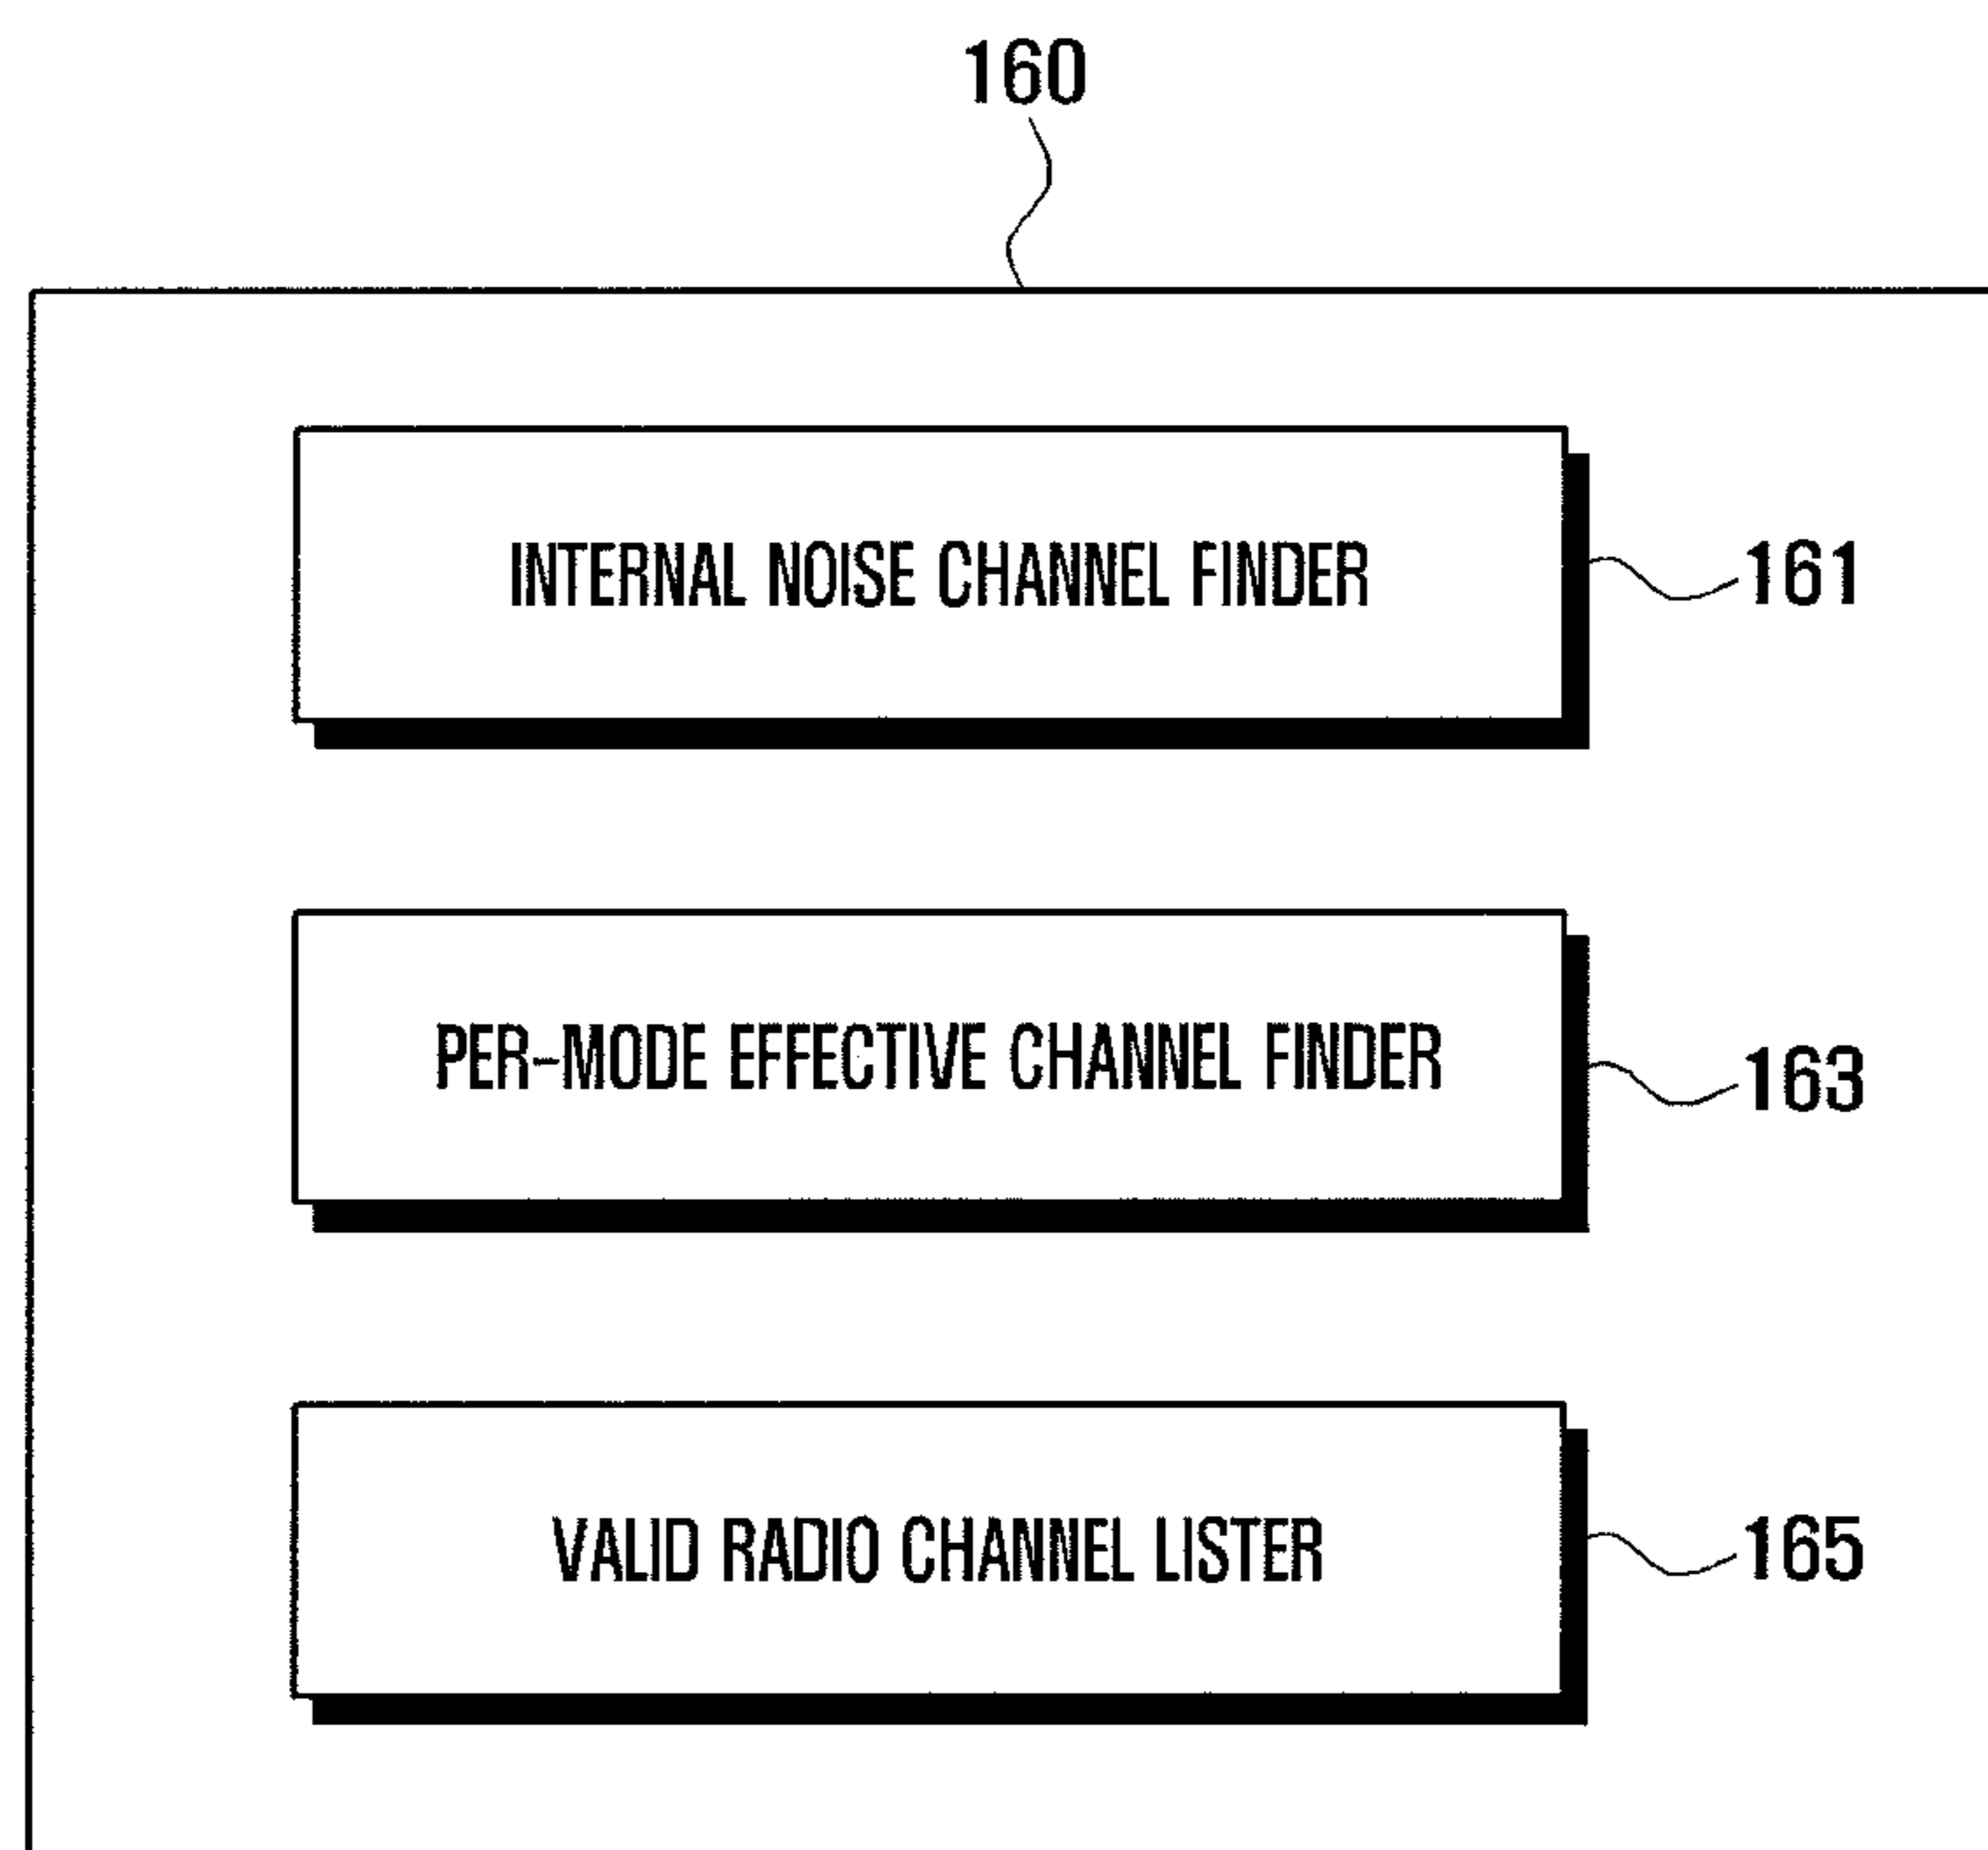 160
INTERNAL NOISE CHANNEL FINDER
161
PER-MODE EFFECTIVE CHANNEL FINDER
163
VALID RADIO CHANNEL LISTER
165